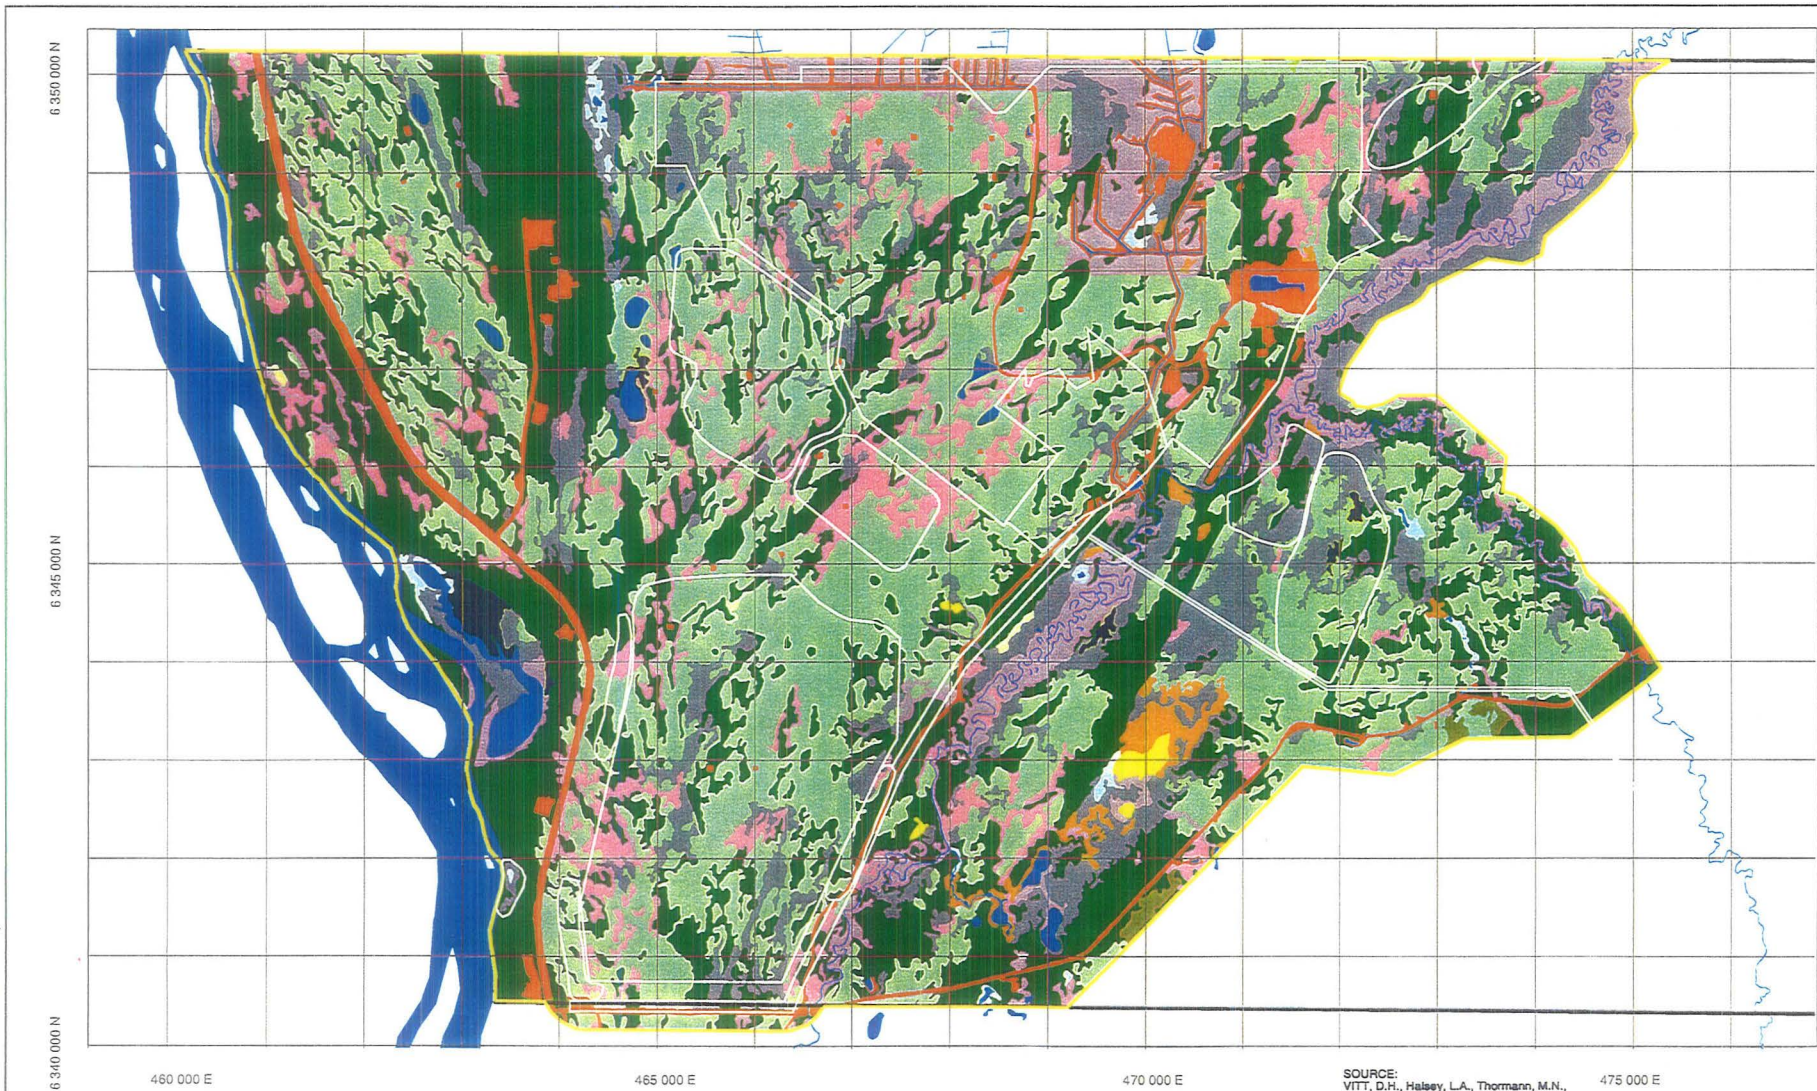 6 350 000 N
6 345 000 N
6 340 000 N
460 000 E
465 000 E
470 000 E
475 000 E
SOURCE:
VITT, D.H., Halsey, L.A., Thormann, M.N.,